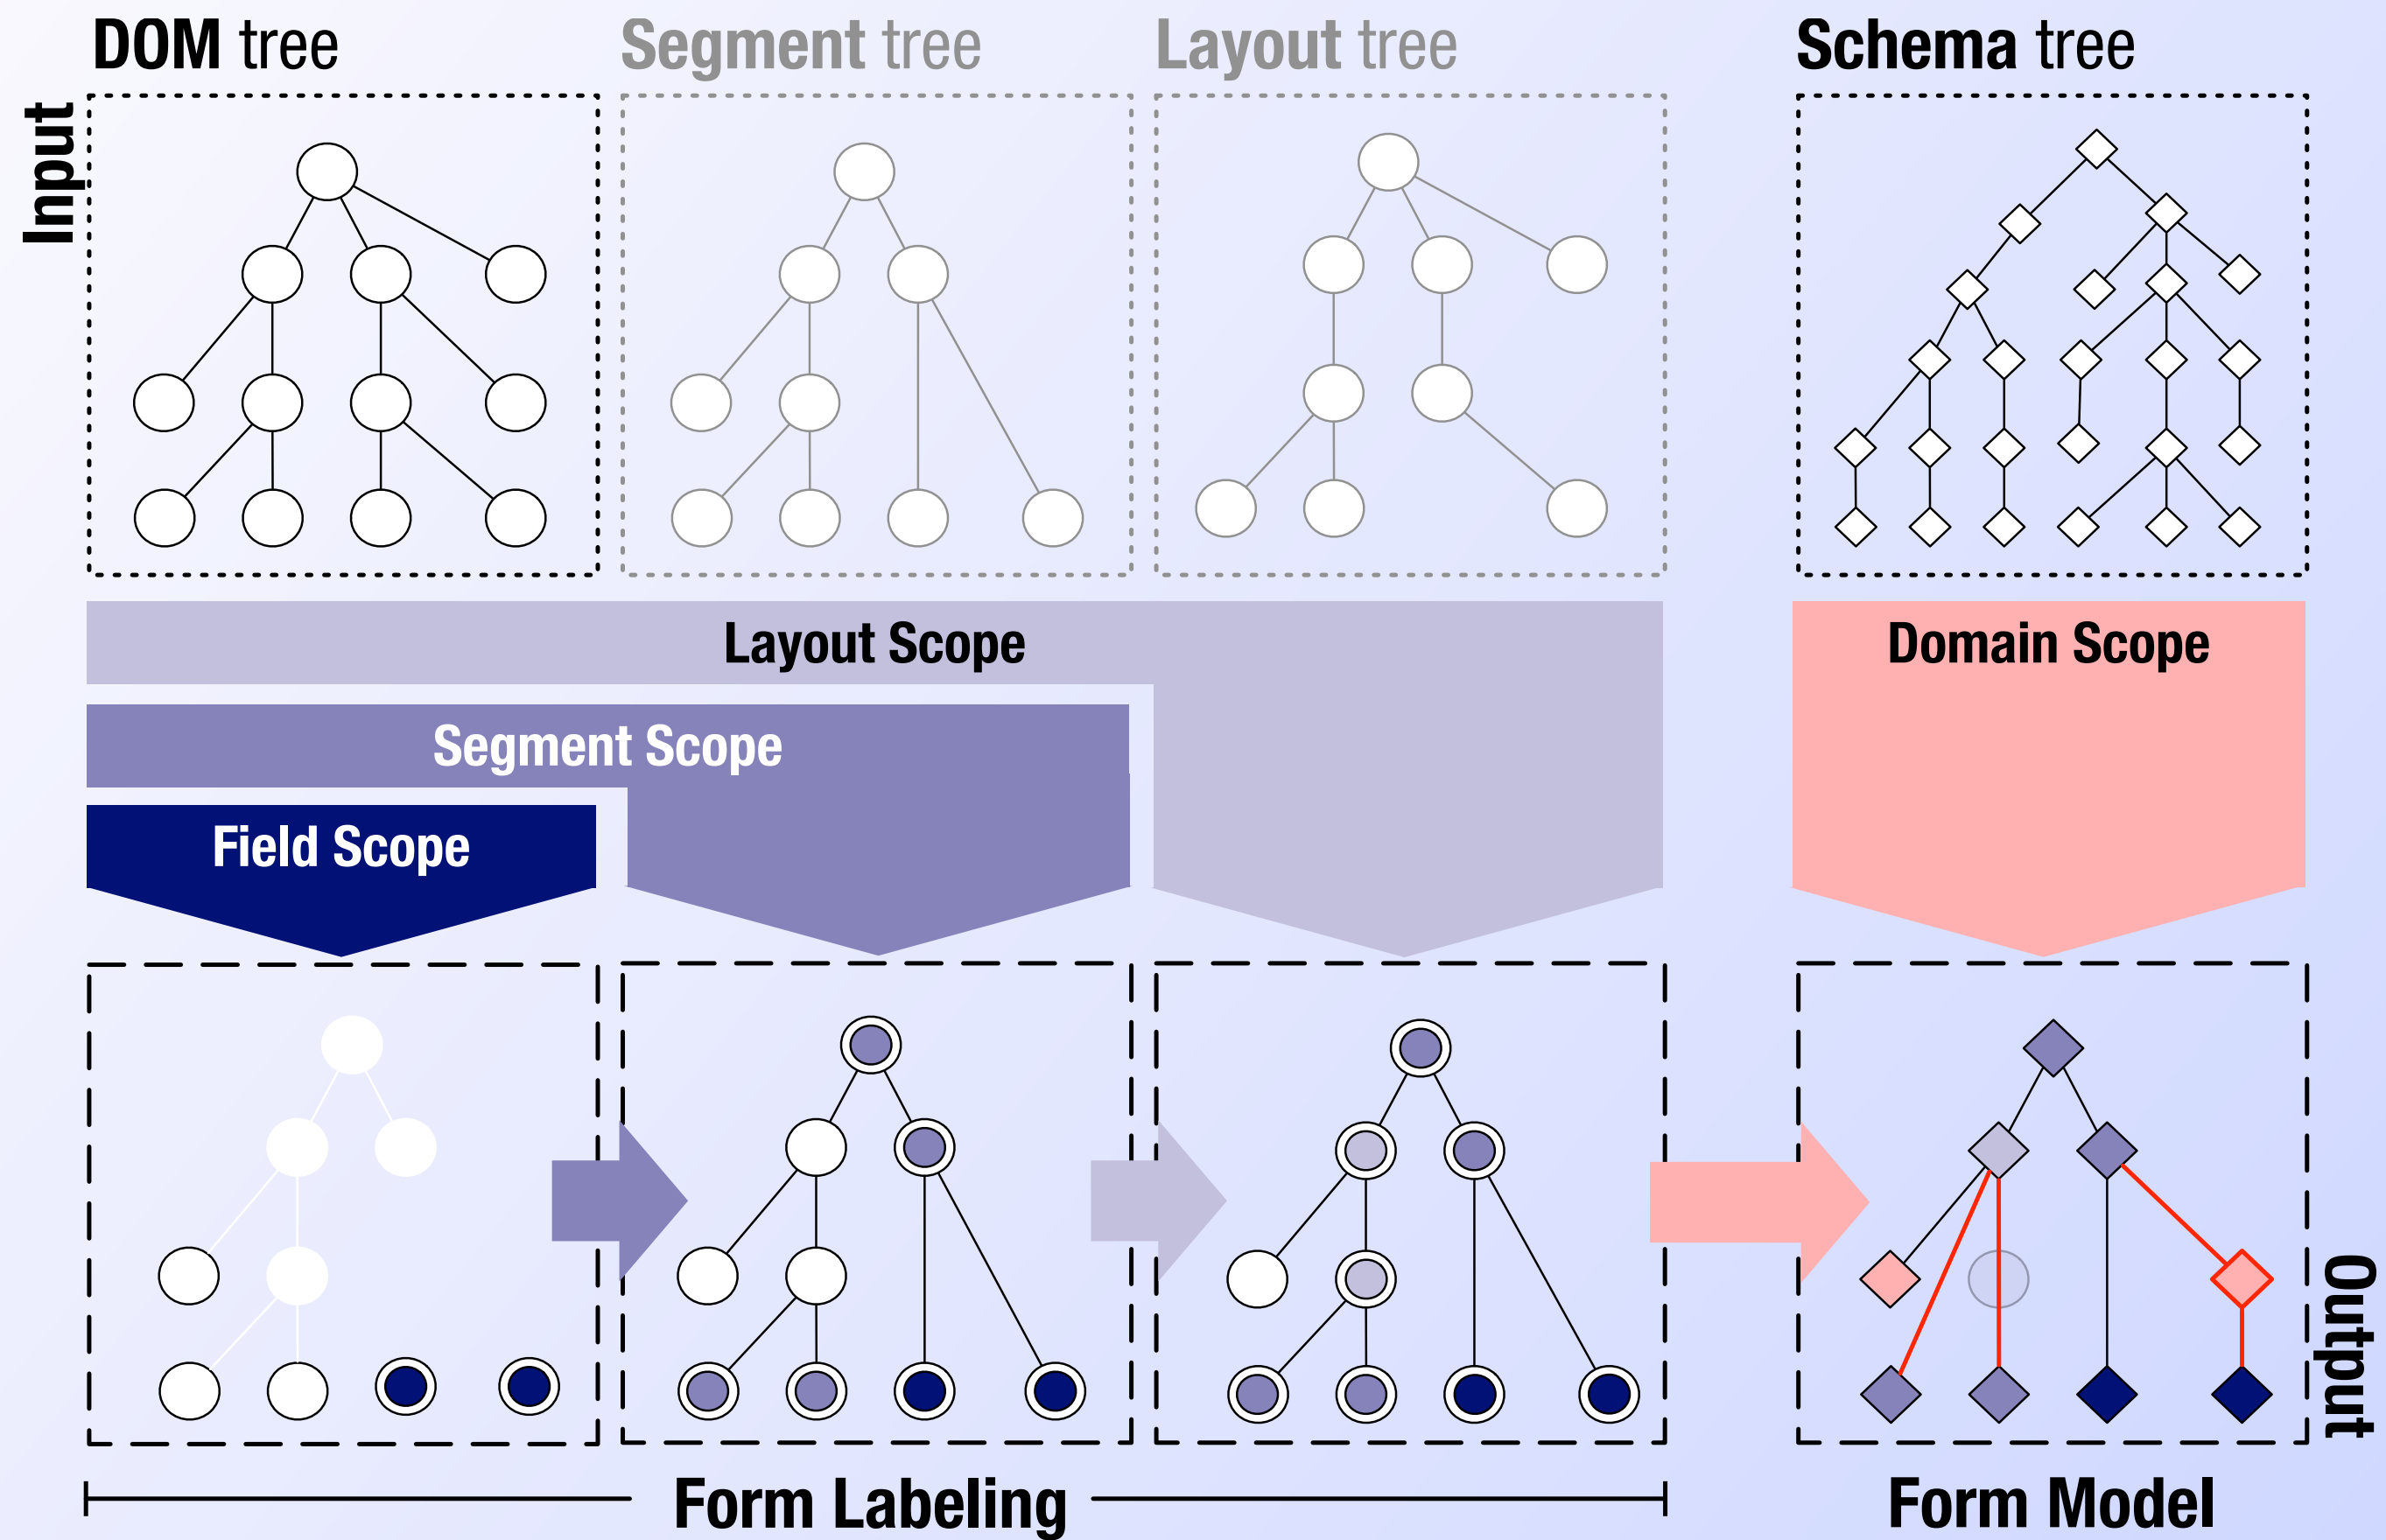 DOM tree
Segment tree
Layout tree
Schema tree
Input
Layout Scope
Domain Scope
Segment Scope
Field Scope
Output
Form Labeling
Form Model